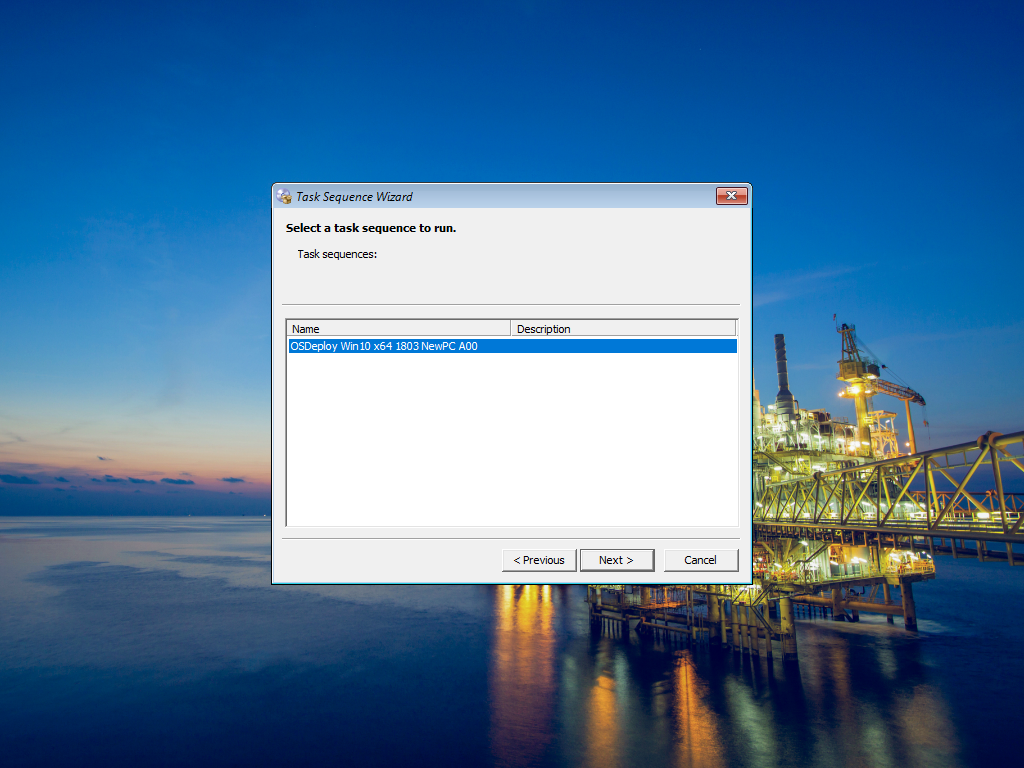 Task Sequence Wizard
Select a task sequence to run.
Task sequences:
Name Description
OSDeploy Win10 x64 1803 NewPC A00
< Previous Next > Cancel